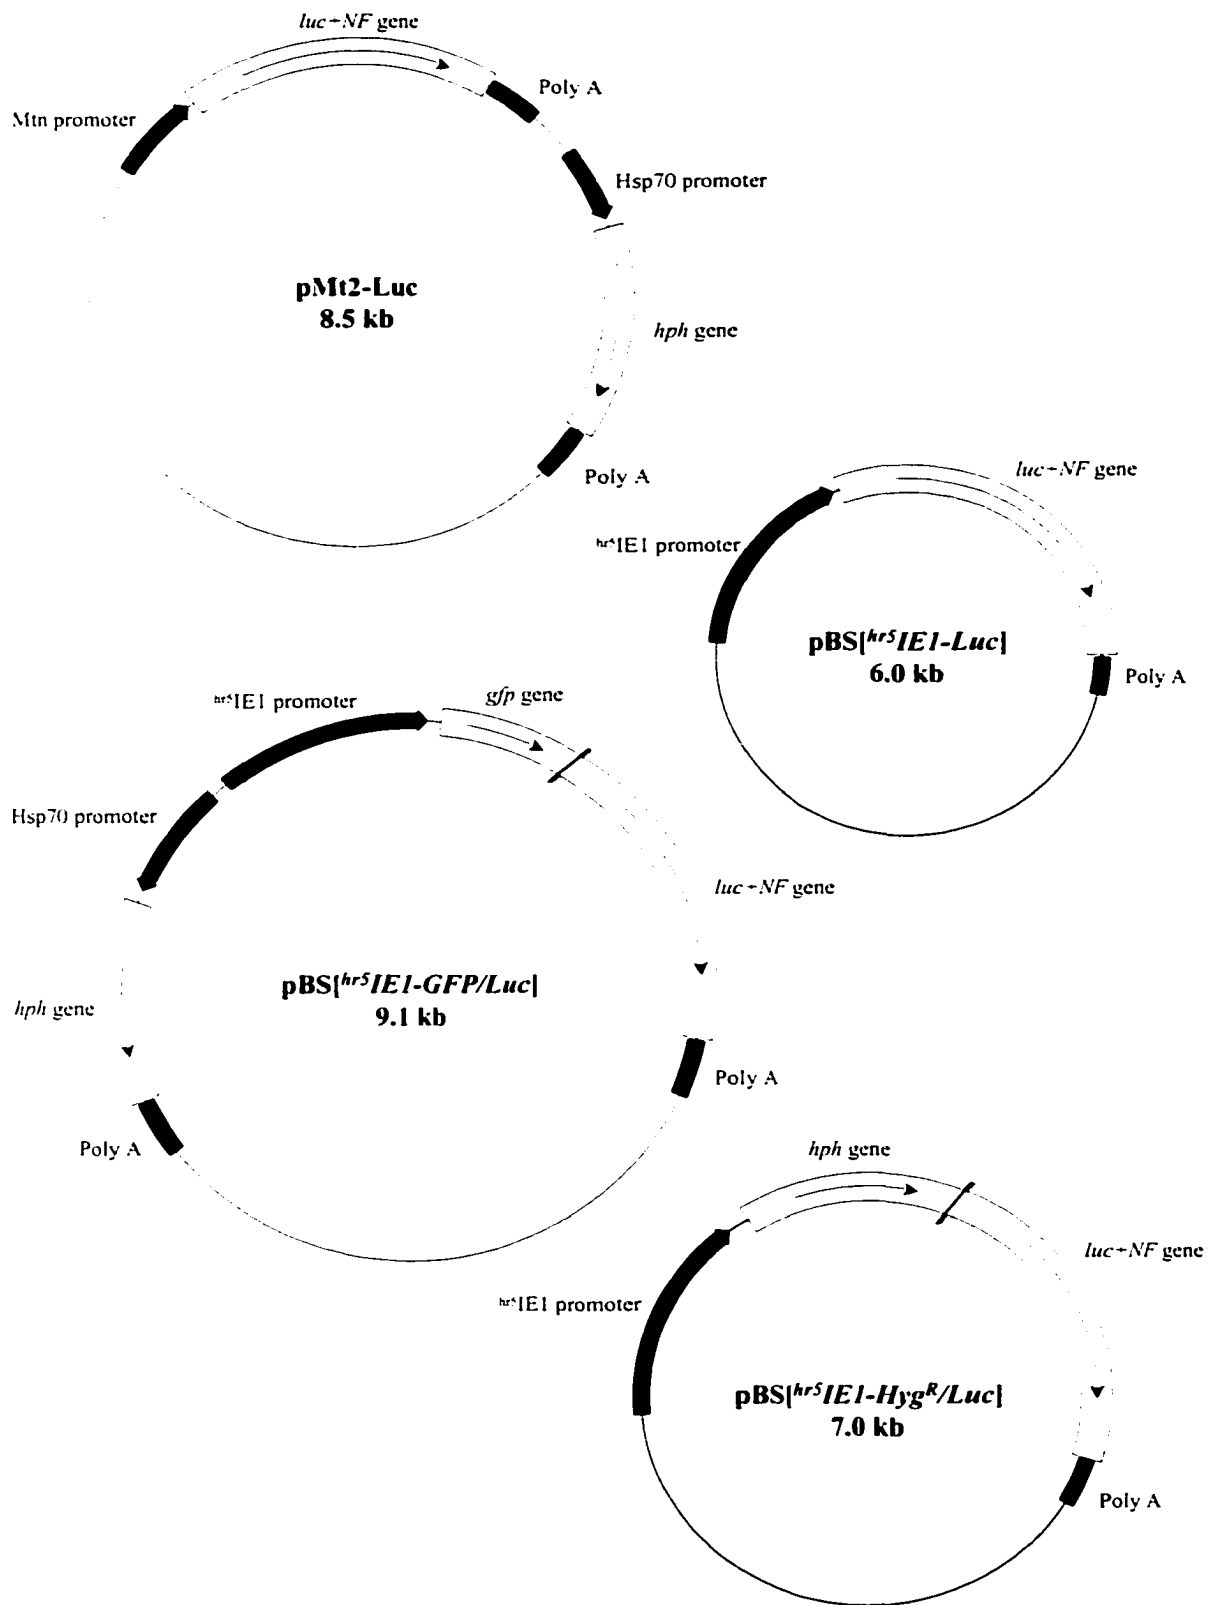 luc+NF gene
Poly A
Mtn promoter
Hsp70 promoter
pMt2-Luc
8.5 kb
hph gene
Poly A
luc+NF gene
hr5IE1 promoter
pBS[hr5IE1-Luc]
6.0 kb
Poly A
hr5IE1 promoter
gfp gene
Hsp70 promoter
luc+NF gene
pBS[hr5IE1-GFP/Luc]
9.1 kb
hph gene
Poly A
Poly A
hph gene
luc+NF gene
hr5IE1 promoter
pBS[hr5IE1-HygR/Luc]
7.0 kb
Poly A